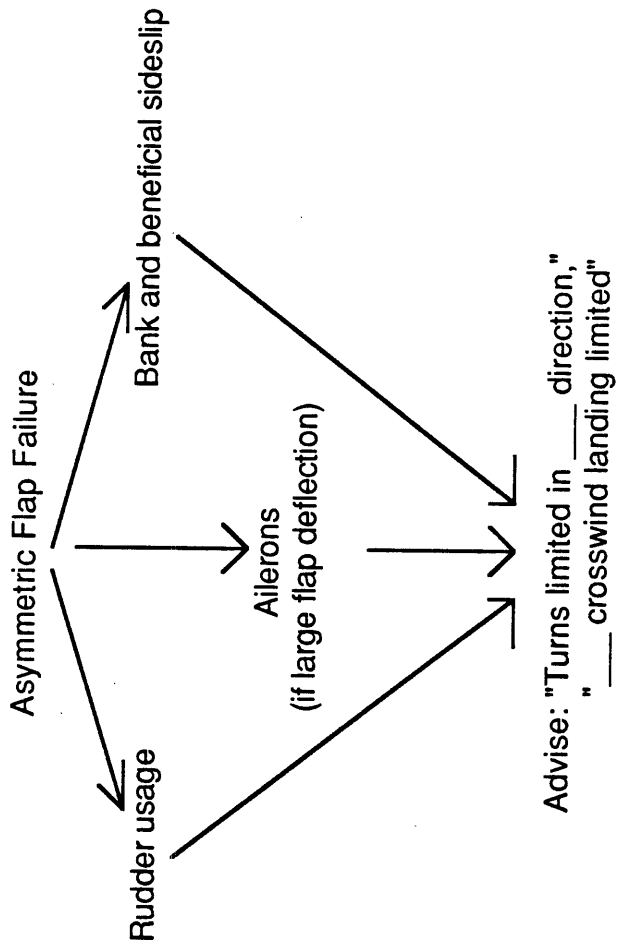 Asymmetric Flap Failure
Rudder usage
Bank and beneficial sideslip
Ailerons
(if large flap deflection)
Advise: "Turns limited in ___ direction,"
"___ crosswind landing limited"